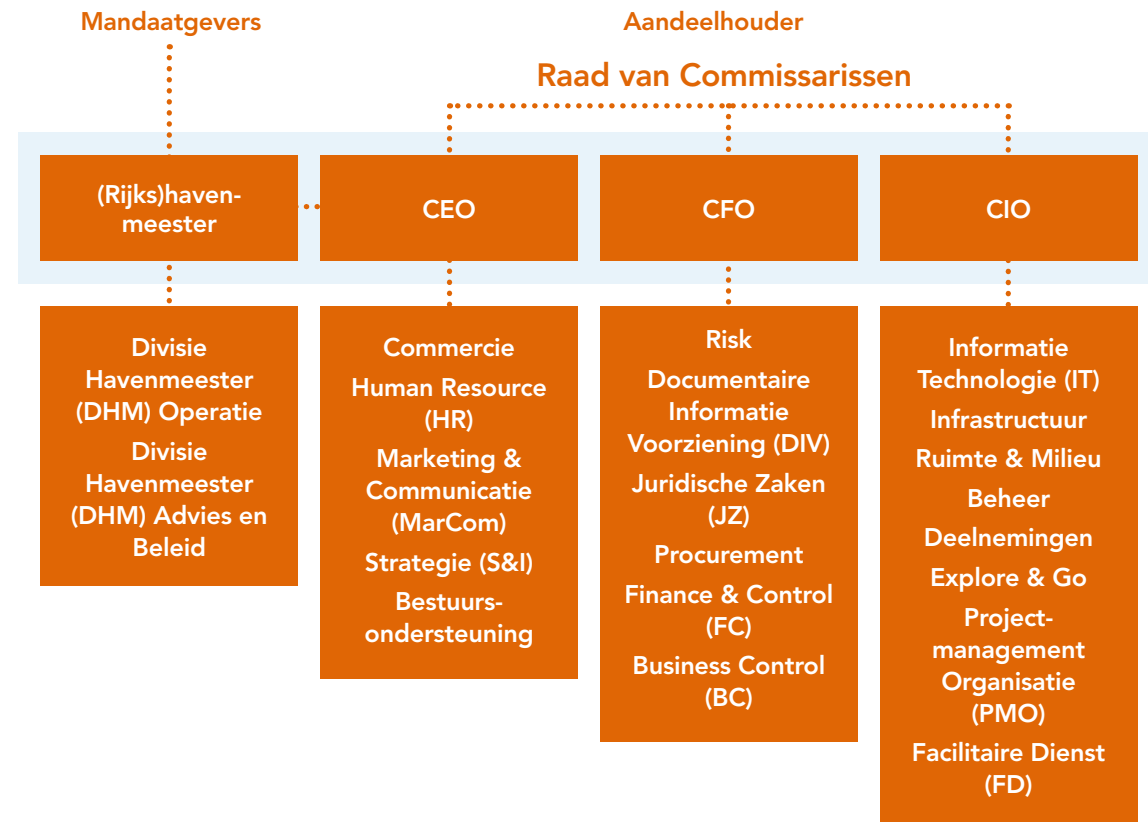 Mandaatgevers
Aandeelhouder
Raad van Commissarissen
(Rijks)haven-
meester
CEO
CFO
CIO
Divisie
Havenmeester
(DHM) Operatie
Divisie
Havenmeester
(DHM) Advies en
Beleid
Commercie
Human Resource
(HR)
Marketing &
Communicatie
(MarCom)
Strategie (S&I)
Bestuurs-
ondersteuning
Risk
Documentaire
Informatie
Voorziening (DIV)
Juridische Zaken
(JZ)
Procurement
Finance & Control
(FC)
Business Control
(BC)
Informatie
Technologie (IT)
Infrastructuur
Ruimte & Milieu
Beheer
Deelnemingen
Explore & Go
Project-
management
Organisatie
(PMO)
Facilitaire Dienst
(FD)